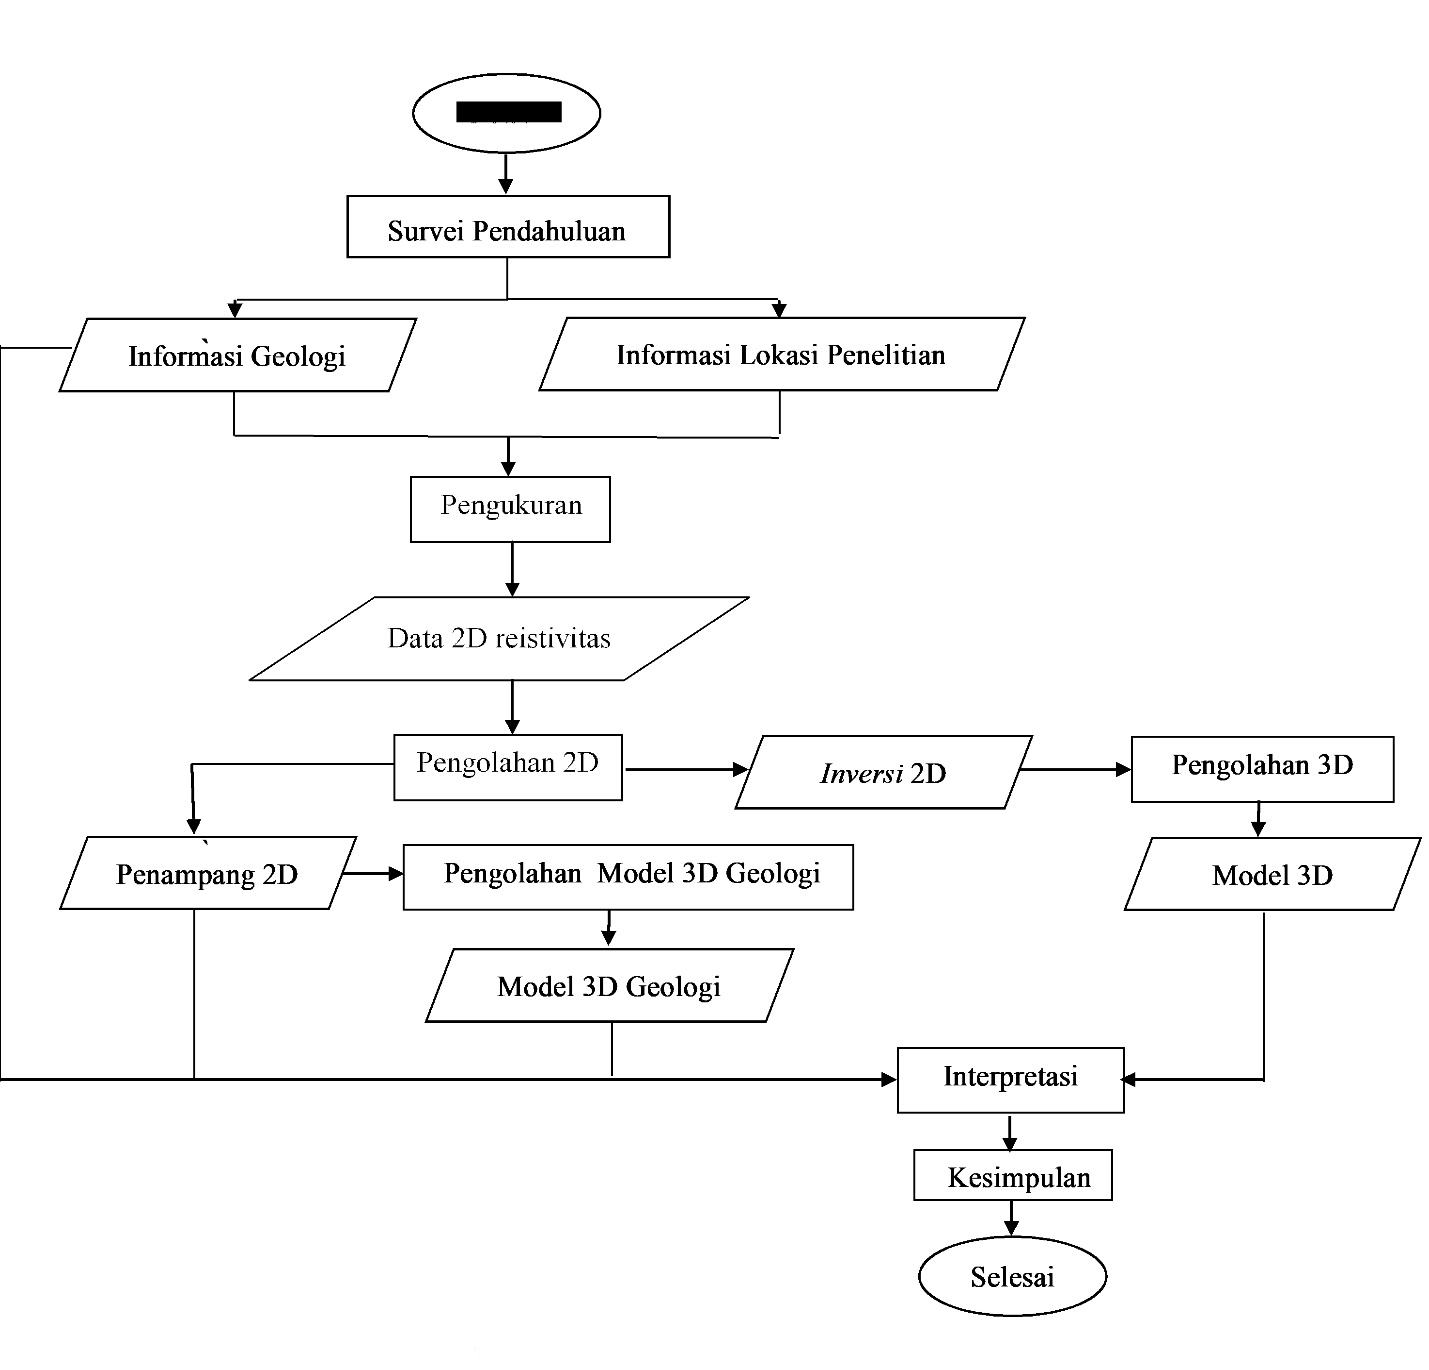 Survei Pendahuluan
Informasi Geologi
Informasi Lokasi Penelitian
Pengukuran
Data 2D reistivitas
Pengolahan 2D
Inversi 2D
Pengolahan 3D
Penampang 2D
Pengolahan Model 3D Geologi
Model 3D
Model 3D Geologi
Interpretasi
Kesimpulan
Selesai